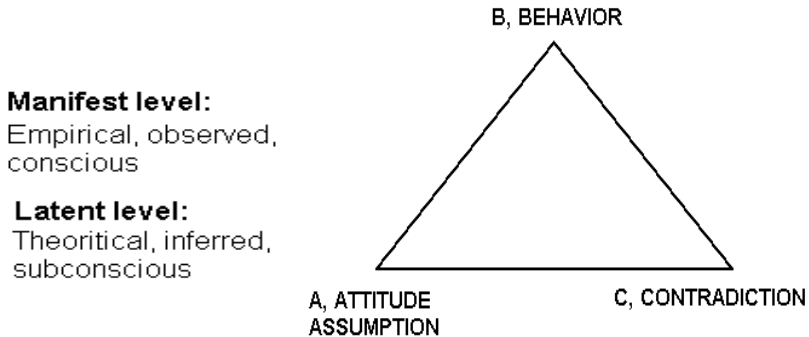 B, BEHAVIOR
Manifest level:
Empirical, observed,
conscious
Latent level:
Theoritical, inferred,
subconscious
A, ATTITUDE
ASSUMPTION
C, CONTRADICTION